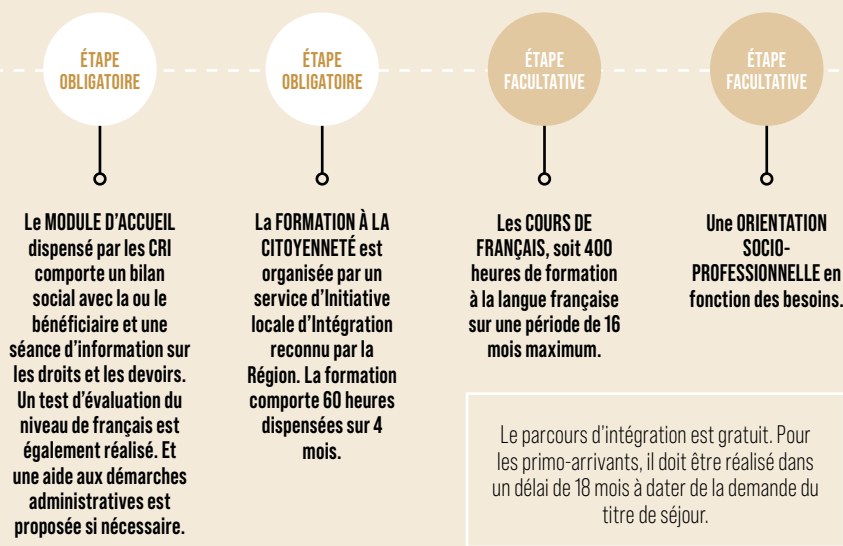 ÉTAPE
OBLIGATOIRE
ÉTAPE
OBLIGATOIRE
ÉTAPE
FACULTATIVE
ÉTAPE
FACULTATIVE
Le MODULE D’ACCUEIL
dispensé par les CRI
comporte un bilan
social avec la ou le
bénéficiaire et une
séance d’information sur
les droits et les devoirs.
Un test d’évaluation du
niveau de français est
également réalisé. Et
une aide aux démarches
administratives est
proposée si nécessaire.
La FORMATION À LA
CITOYENNETÉ est
organisée par un
service d’Initiative
locale d’Intégration
reconnu par la
Région. La formation
comporte 60 heures
dispensées sur 4
mois.
Les COURS DE
FRANÇAIS, soit 400
heures de formation
à la langue française
sur une période de 16
mois maximum.
Une ORIENTATION
SOCIO-
PROFESSIONNELLE en
fonction des besoins.
Le parcours d’intégration est gratuit. Pour
les primo-arrivants, il doit être réalisé dans
un délai de 18 mois à dater de la demande du
titre de séjour.